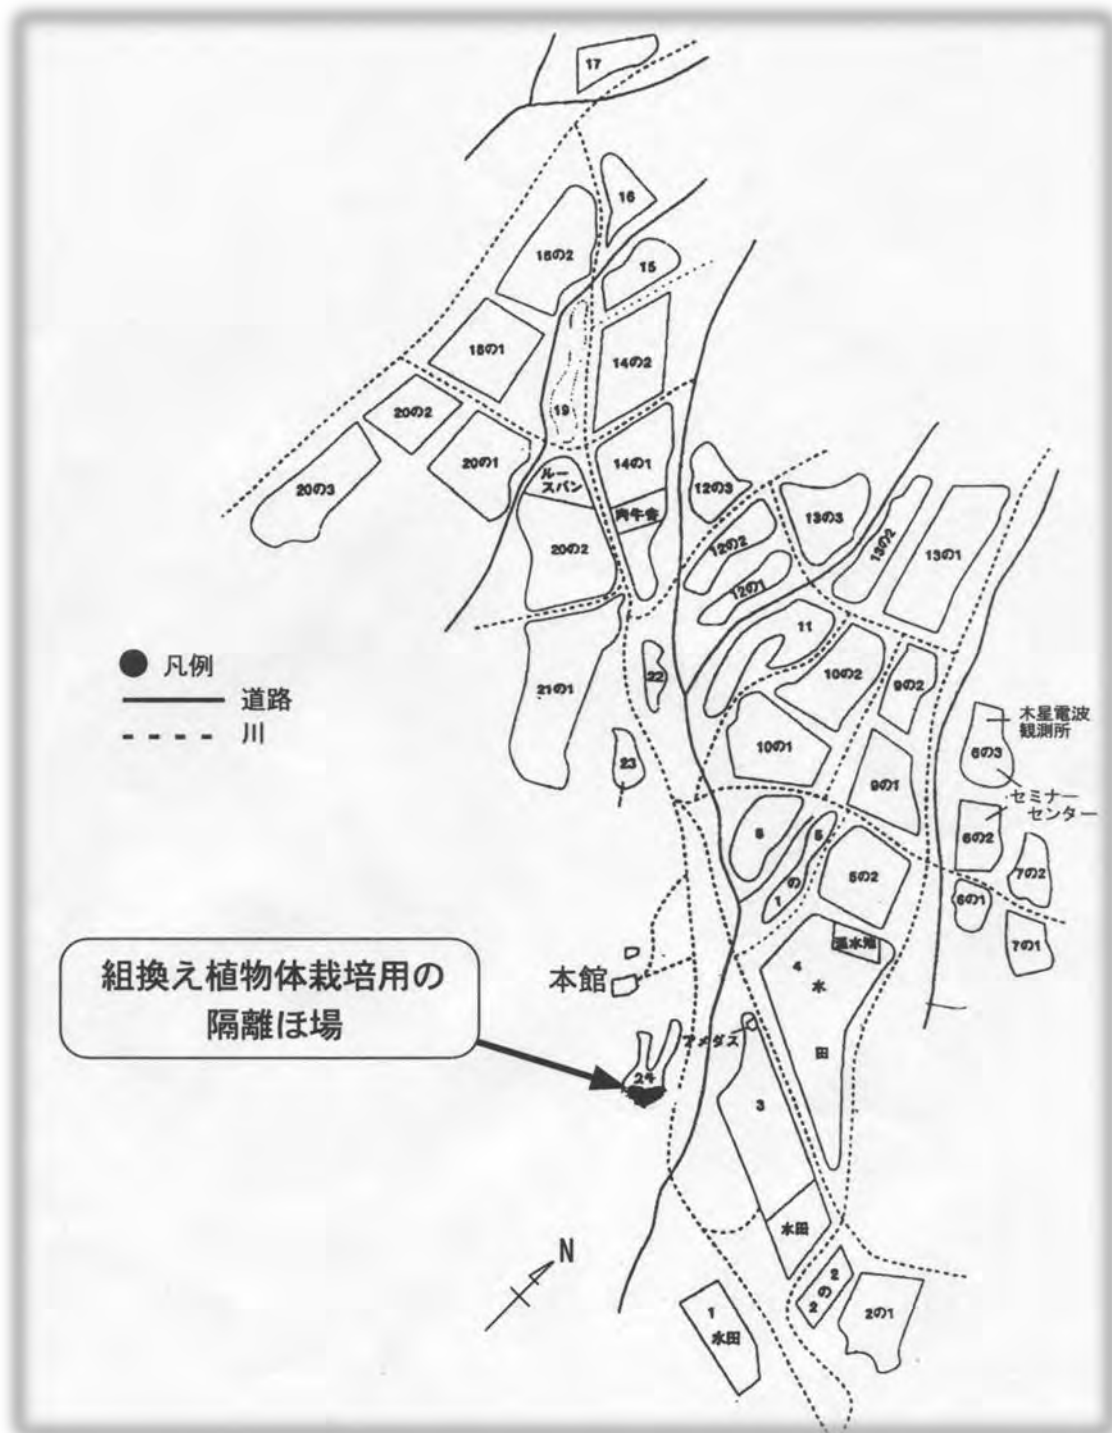 17
16
18の2
15
18の1
14の2
19
20の2
20の1
14の1
20の3
ルー
スバン
肉牛舎
12の3
13の3
13の2
13の1
20の2
12の2
12の1
11
凡例
道路
川
21の1
22
10の2
9の2
木星電波
観測所
23
10の1
6の3
9の1
セミナー
センター
5
5の1
6の2
5の2
7の2
6の1
温水池
7の1
本館
4
水
田
組換え植物体栽培用の
隔離ほ場
アメダス
24
3
水田
N
2の2
2の1
1
水田